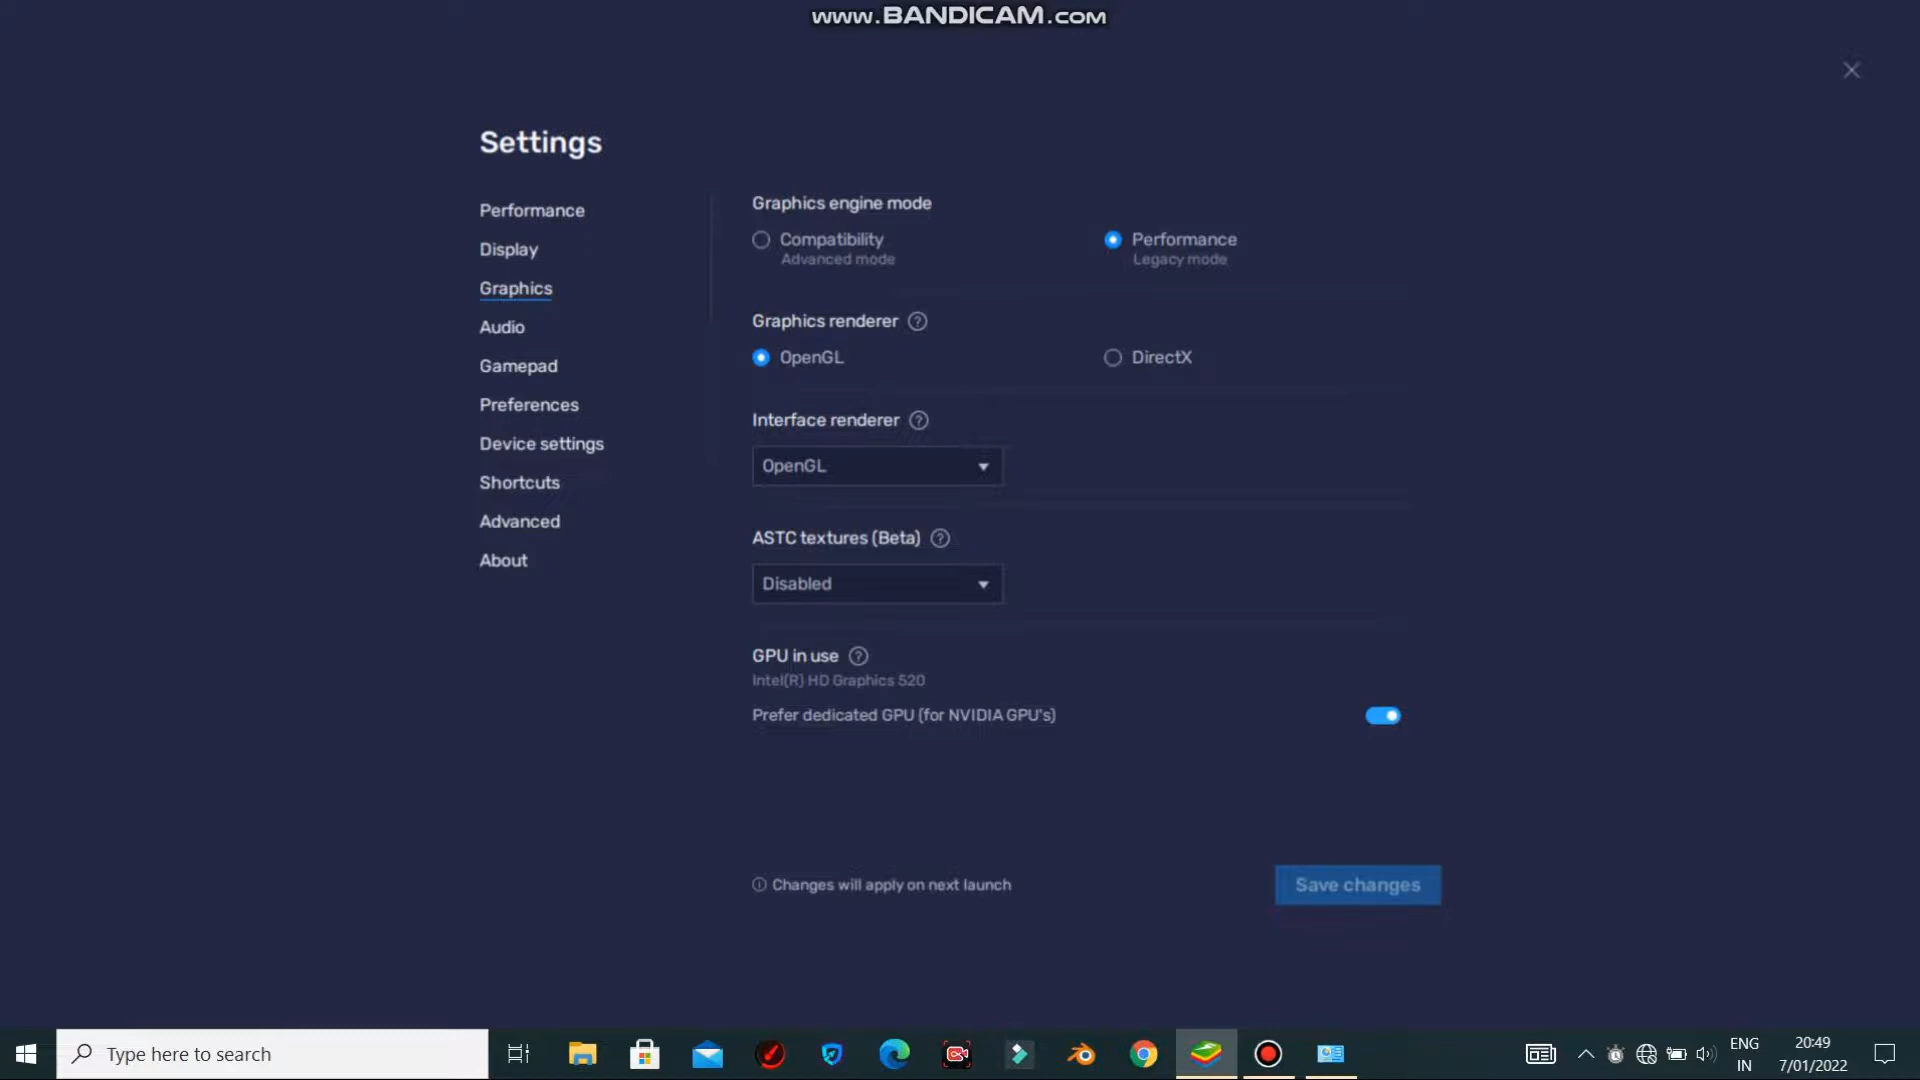 www.BANDICAM.com
Settings
Performance
Display
Graphics
Audio
Gamepad
Preferences
Device settings
Shortcuts
Advanced
About
Graphics engine mode
Compatibility
Advanced mode
Performance
Legacy mode
Graphics renderer ?
OpenGL
DirectX
Interface renderer ?
OpenGL
ASTC textures (Beta) ?
Disabled
GPU in use ?
Intel(R) HD Graphics 520
Prefer dedicated GPU (for NVIDIA GPU's)
Changes will apply on next launch
Save changes
Type here to search
ENG
IN
20:49
7/01/2022